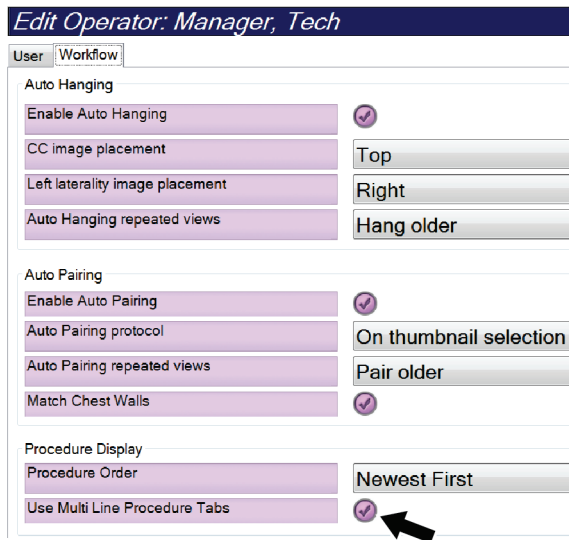 Edit Operator: Manager, Tech
User Workflow
Auto Hanging
Enable Auto Hanging
CC image placement Top
Left laterality image placement Right
Auto Hanging repeated views Hang older
Auto Pairing
Enable Auto Pairing
Auto Pairing protocol On thumbnail selection
Auto Pairing repeated views Pair older
Match Chest Walls
Procedure Display
Procedure Order Newest First
Use Multi Line Procedure Tabs